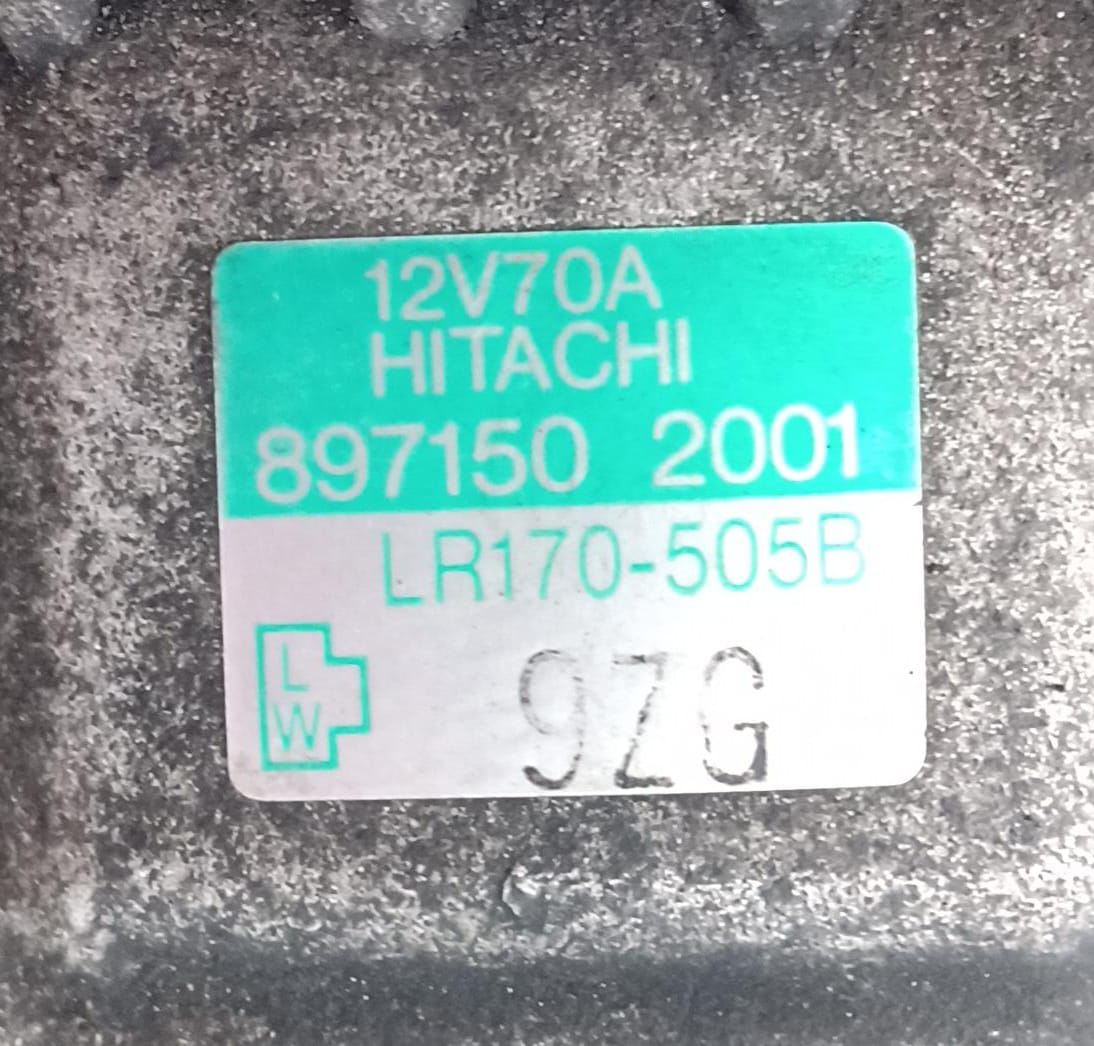 12V70A
HITACHI
897150 2001
LR170-505B
L
W
9ZG